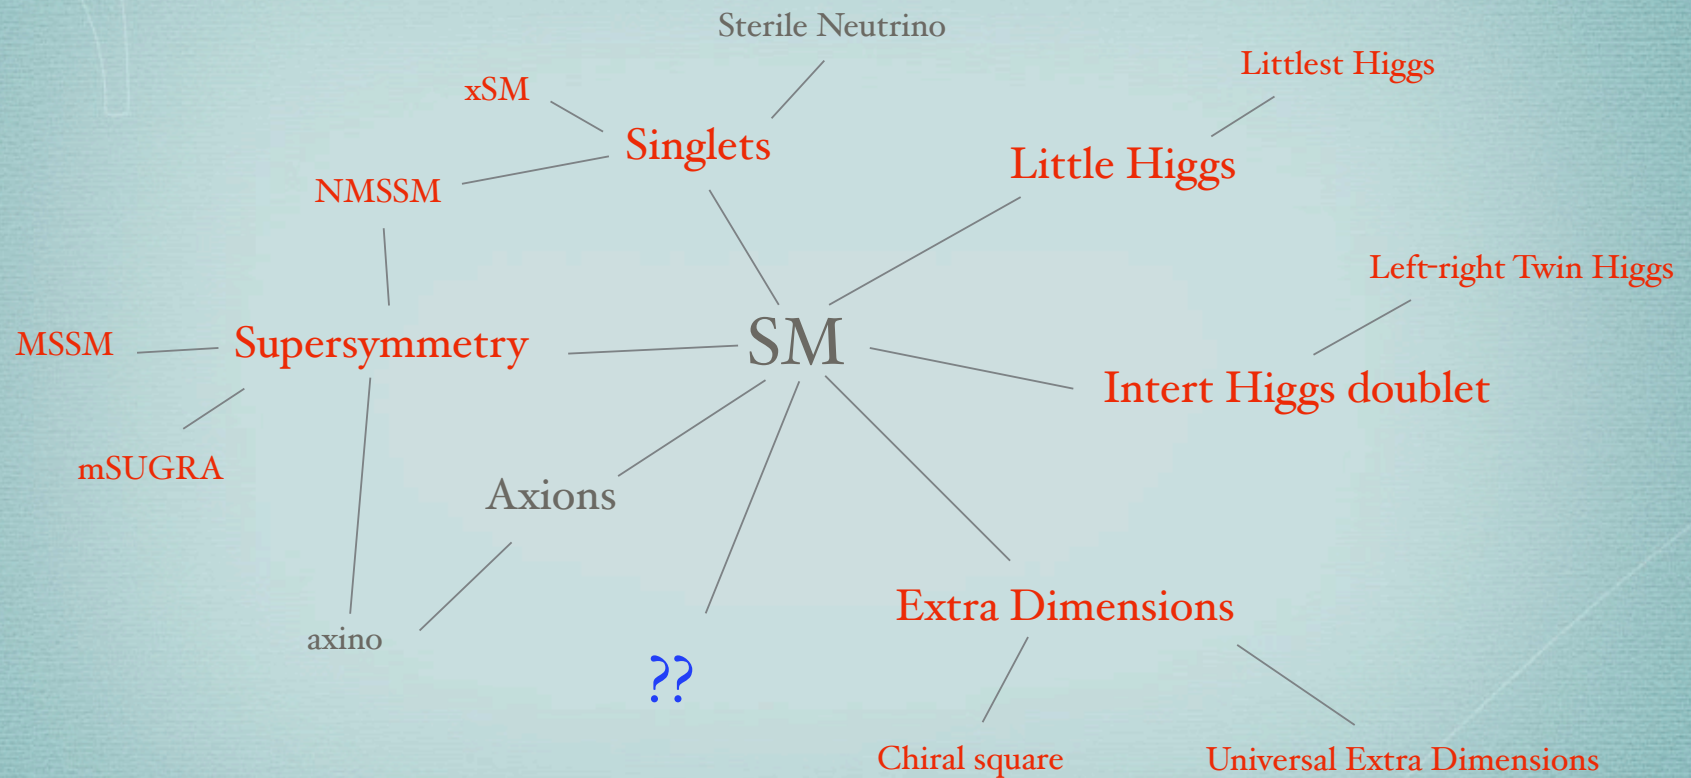 Sterile Neutrino
Littlest Higgs
xSM
Singlets
Little Higgs
NMSSM
Left-right Twin Higgs
MSSM
Supersymmetry
SM
Intert Higgs doublet
mSUGRA
Axions
Extra Dimensions
axino
??
Chiral square
Universal Extra Dimensions